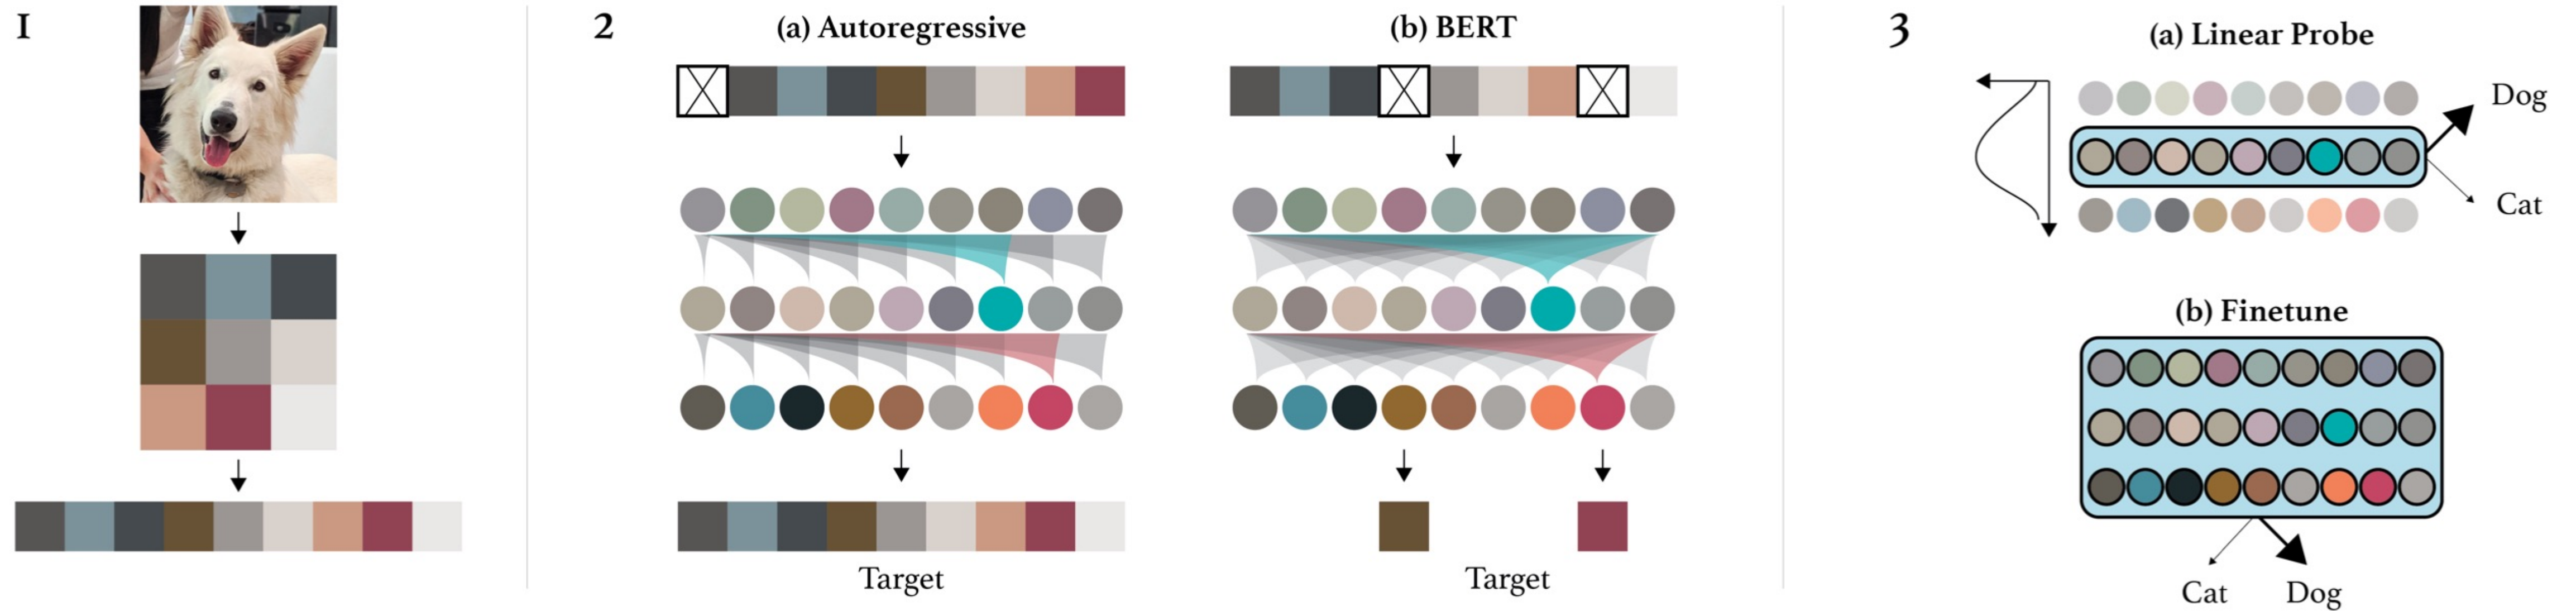 1
2
(a) Autoregressive
Target
(b) BERT
Target
3
(a) Linear Probe
Dog
Cat
(b) Finetune
Cat
Dog